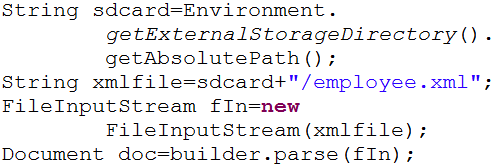 String sdcard=Environment.
getExternalStorageDirectory().
getAbsolutePath();
String xmlfile=sdcard+"/employee.xml";
FileInputStream fIn=new
FileInputStream(xmlfile);
Document doc=builder.parse(fIn);